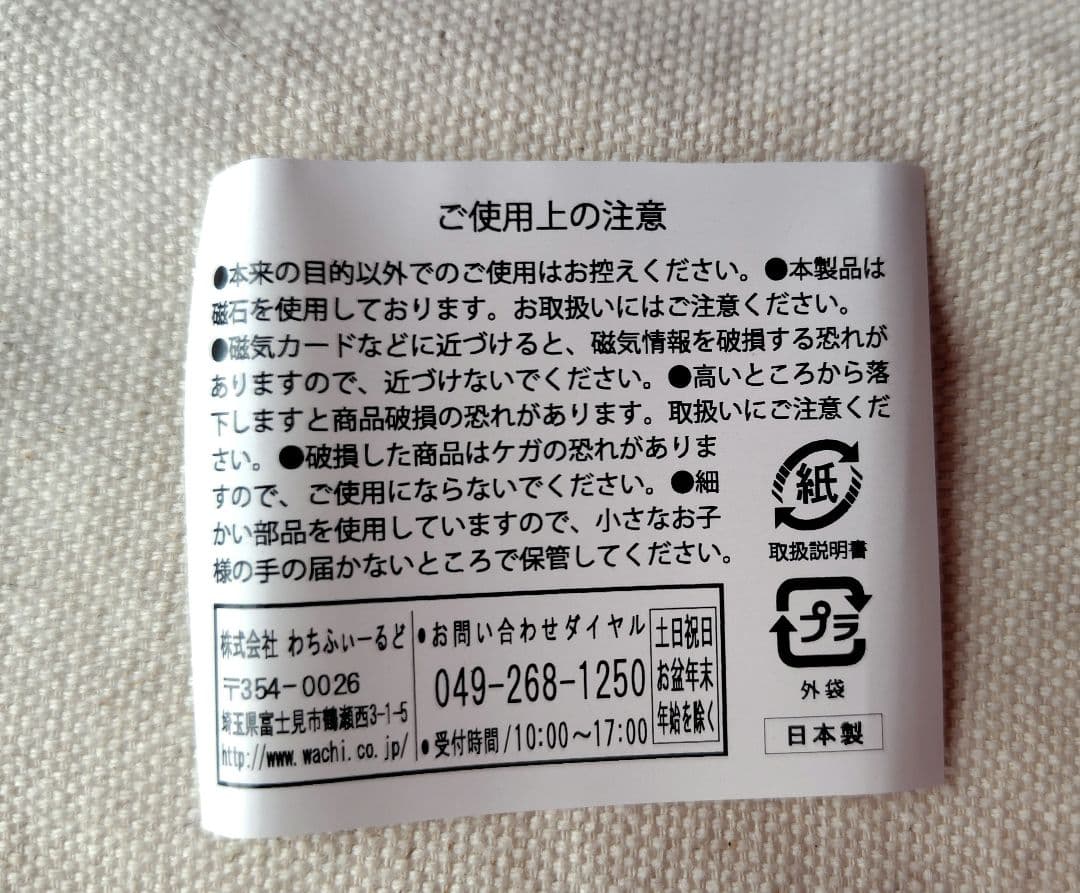 ご使用上の注意
●本来の目的以外でのご使用はお控えください。●本製品は
磁石を使用しております。お取扱いにはご注意ください。
●磁気カードなどに近づけると、磁気情報を破損する恐れが
ありますので、近づけないでください。●高いところから落
下しますと商品破損の恐れがあります。取扱いにご注意くだ
さい。●破損した商品はケガの恐れがありま
すので、ご使用にならないでください。●細
かい部品を使用していますので、小さなお子
様の手の届かないところで保管してください。
紙
取扱説明書
プラ
外袋
日本製
株式会社 わちふぃーるど
〒354-0026
埼玉県富士見市鶴瀬西3-1-5
http://www.wachi.co.jp/
●お問い合わせダイヤル
049-268-1250
●受付時間/10:00〜17:00
土日祝日
お盆年末
年始を除く